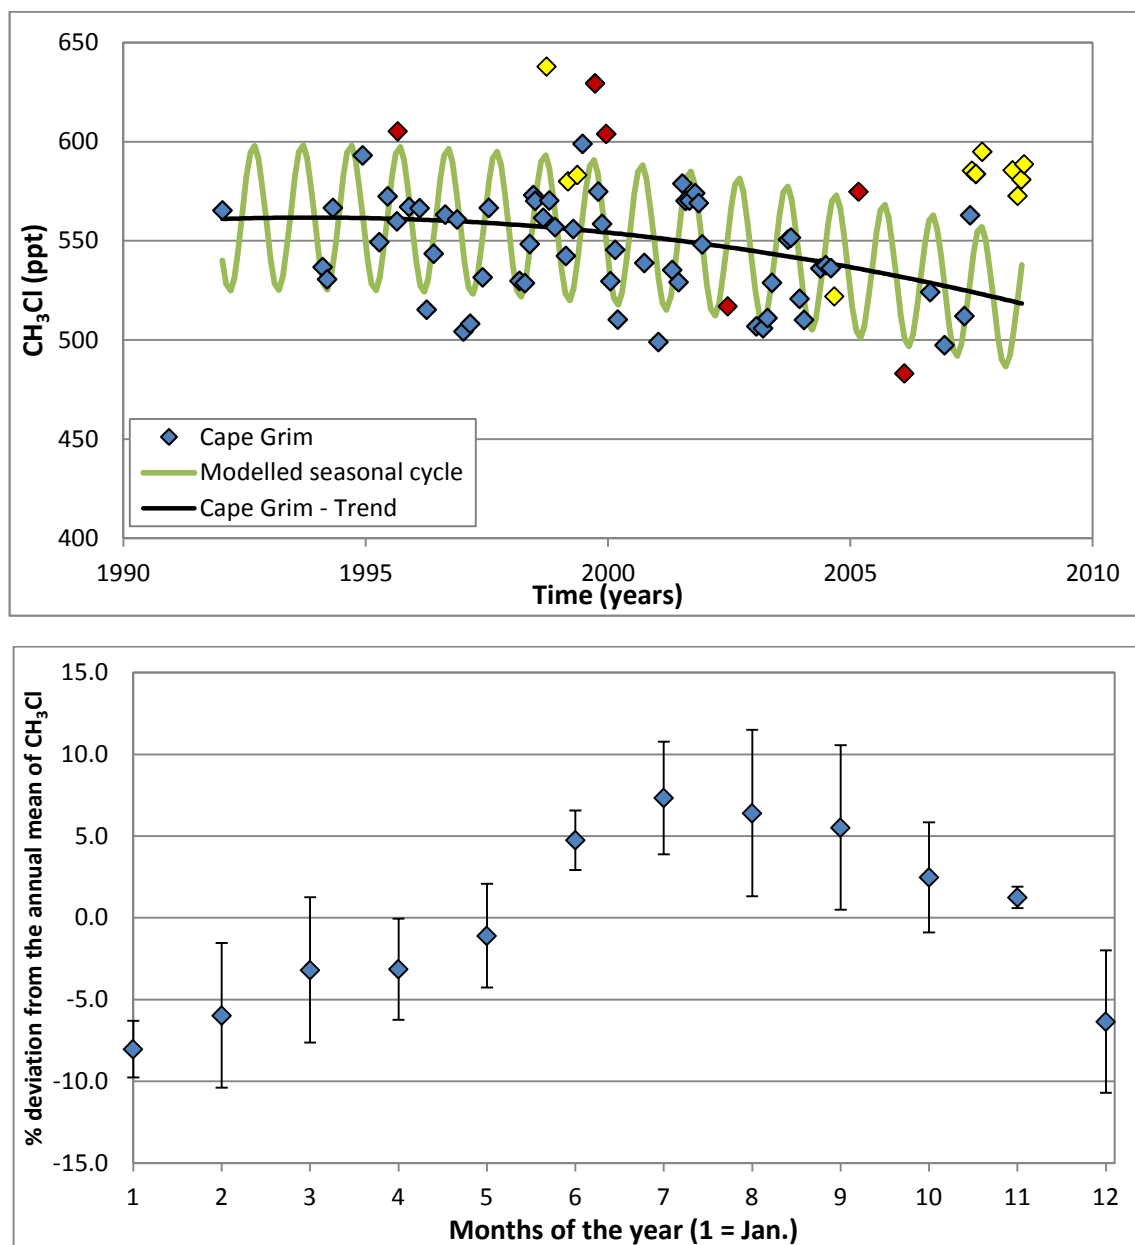 650
600
550
500
450
400
CH₃Cl (ppt)
Cape Grim
Modelled seasonal cycle
Cape Grim - Trend
1990
1995
2000
2005
2010
Time (years)
15.0
10.0
5.0
0.0
-5.0
-10.0
-15.0
% deviation from the annual mean of CH₃Cl
1 2 3 4 5 6 7 8 9 10 11 12
Months of the year (1 = Jan.)